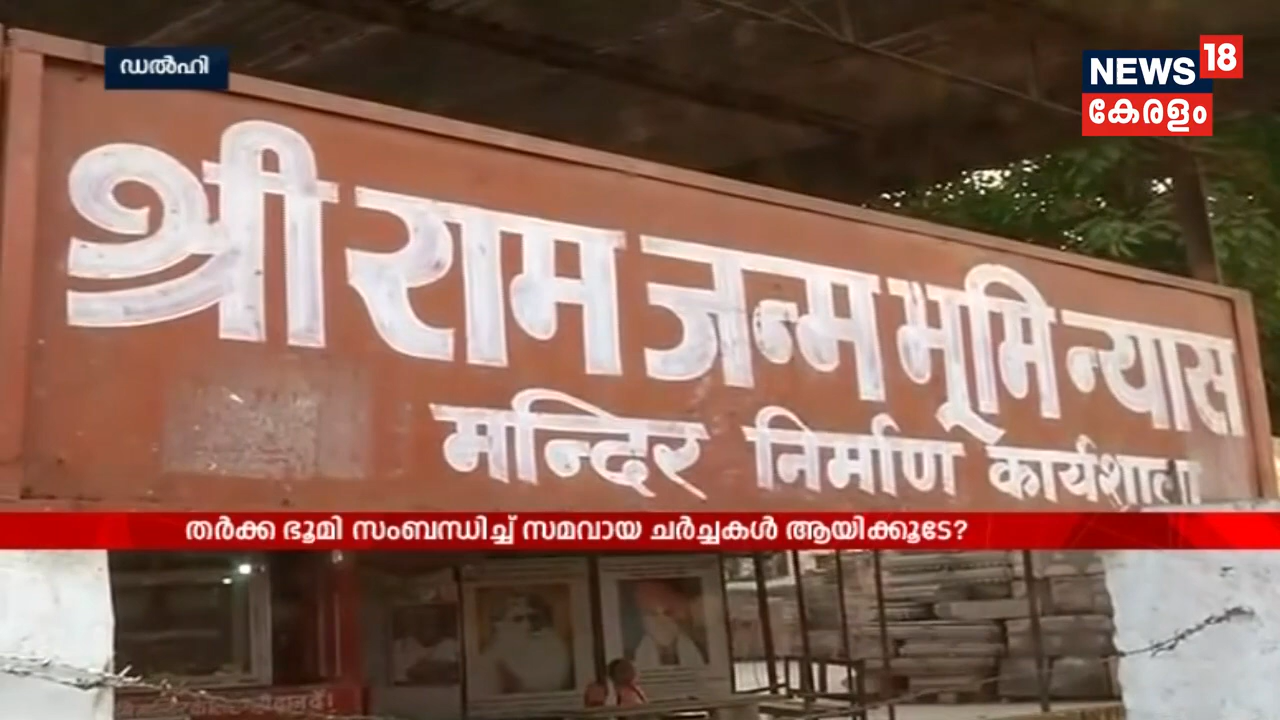 ഡൽഹി
NEWS 18
കേരളം
श्री राम जन्म भूमि न्यास
मन्दिर निर्माण कार्यशाला
തർക്ക ഭൂമി സംബന്ധിച്ച് സമവായ ചർച്ചകൾ ആയിക്കൂടേ?